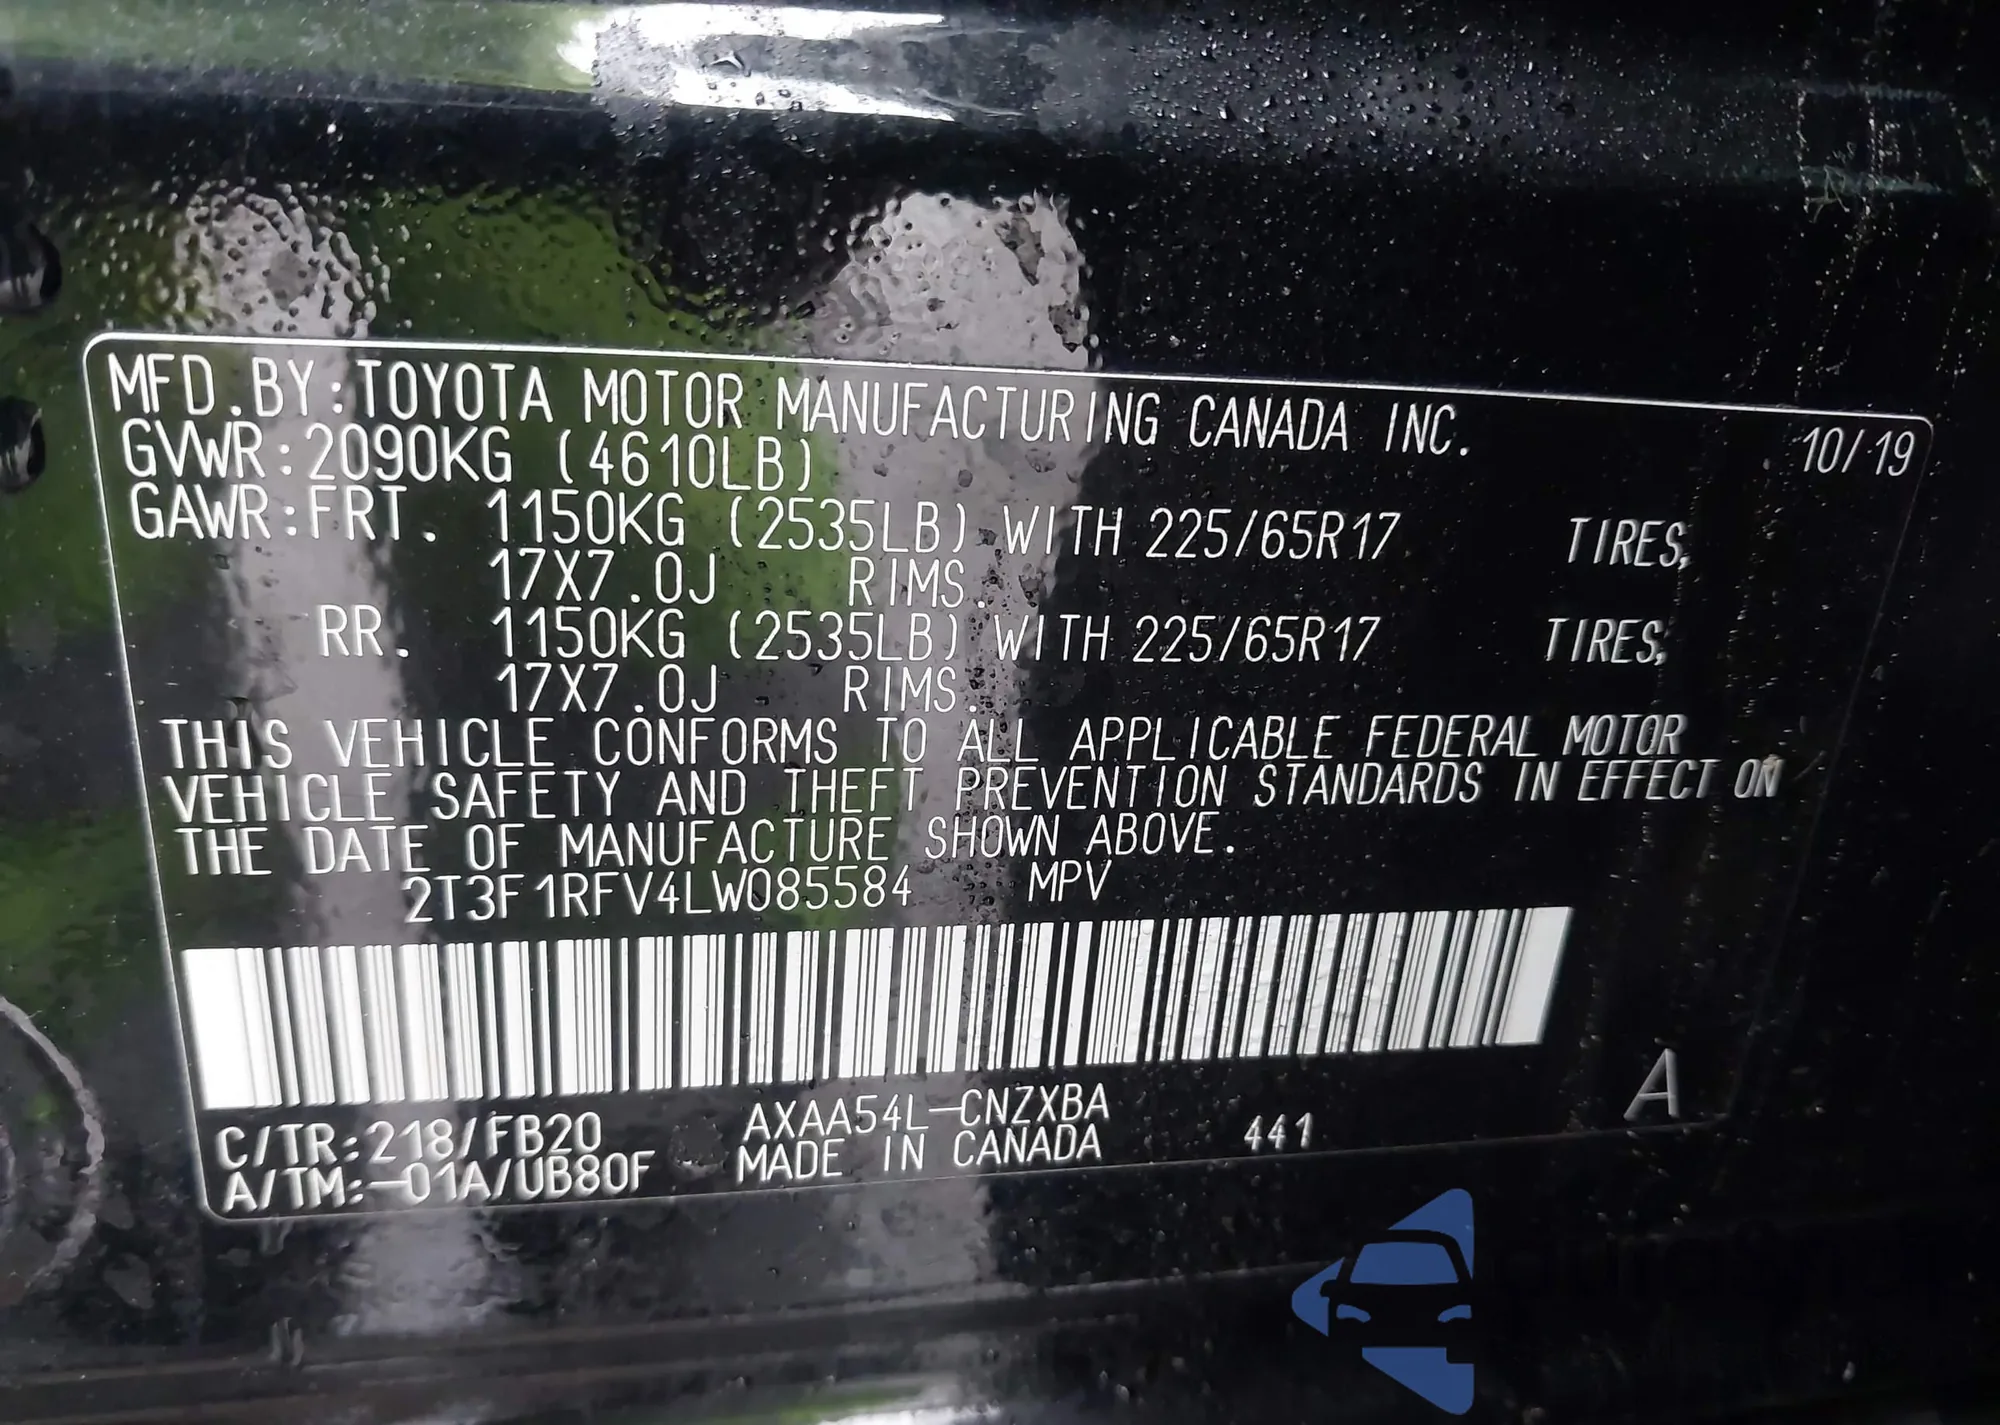 MFD.BY:TOYOTA MOTOR MANUFACTURING CANADA INC. 10/19
GVWR:2090KG (4610LB)
GAWR:FRT. 1150KG (2535LB) WITH 225/65R17 TIRES,
17X7.0J RIMS.
RR. 1150KG (2535LB) WITH 225/65R17 TIRES,
17X7.0J RIMS.
THIS VEHICLE CONFORMS TO ALL APPLICABLE FEDERAL MOTOR
VEHICLE SAFETY AND THEFT PREVENTION STANDARDS IN EFFECT ON
THE DATE OF MANUFACTURE SHOWN ABOVE.
2T3F1RFV4LW085584 MPV
C/TR:218/FB20 AXAA54L-CNZXBA A
A/TM:-01A/UB80F MADE IN CANADA 441